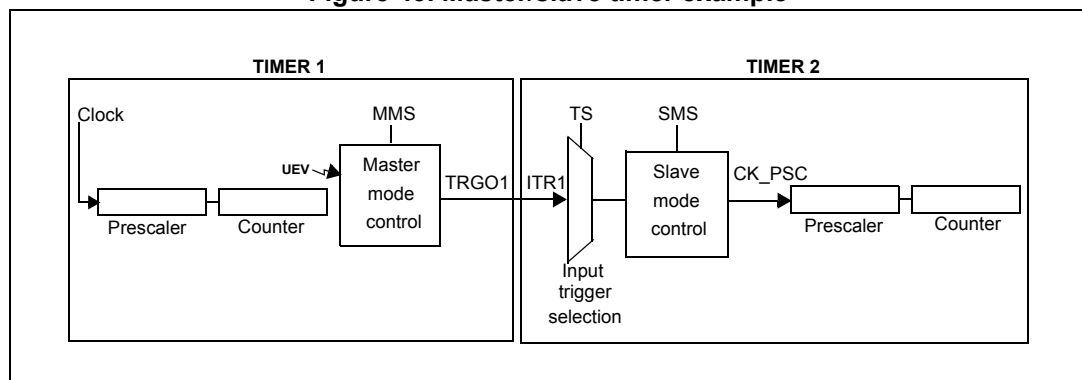 Figure Master/Slave timer example
TIMER 1
TIMER 2
Clock
MMS
TS
SMS
UEV
Master
mode
control
TRGO1
ITR1
Slave
mode
control
CK_PSC
Prescaler
Counter
Prescaler
Counter
Input
trigger
selection